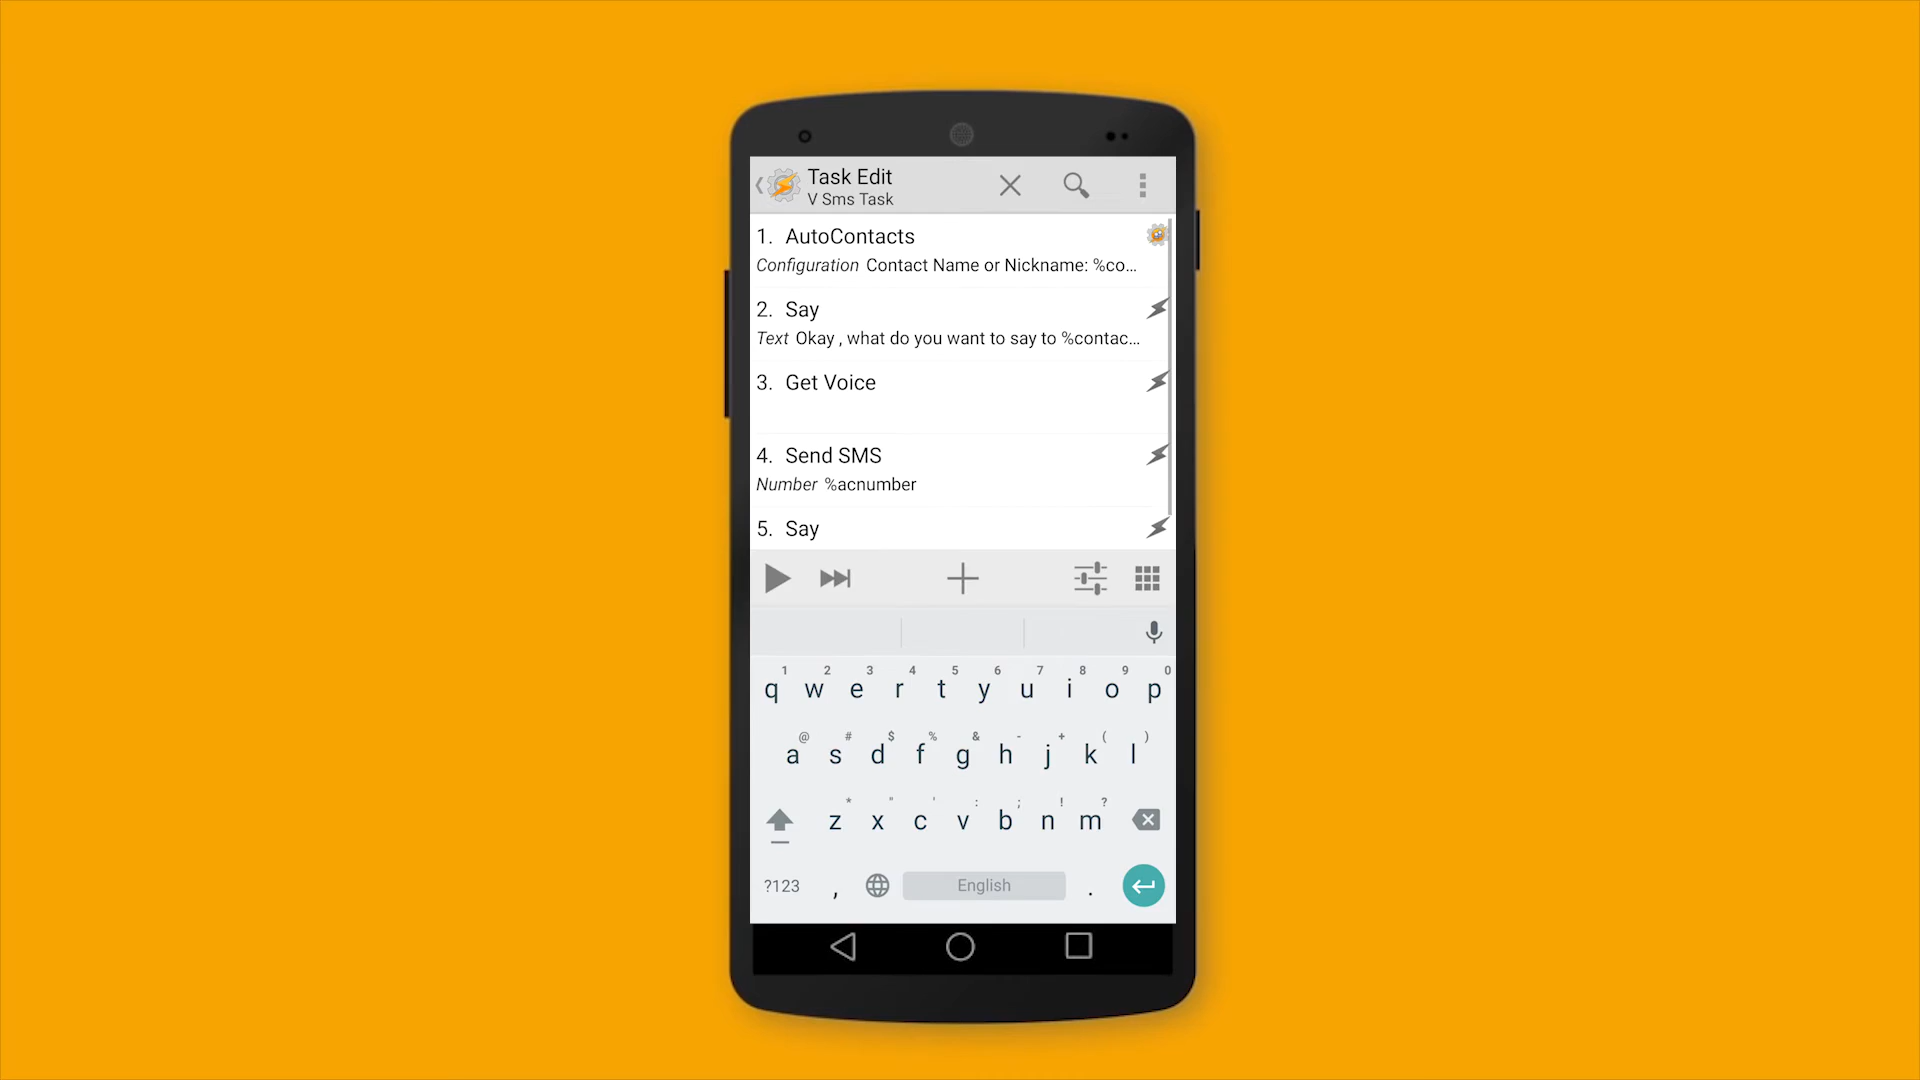 Task Edit
V Sms Task
1. AutoContacts
Configuration Contact Name or Nickname: %co...
2. Say
Text Okay , what do you want to say to %contac...
3. Get Voice
4. Send SMS
Number %acnumber
5. Say
1 2 3 4 5 6 7 8 9 0
q w e r t y u i o p
@ # $ % & - + ( )
a s d f g h j k l
* " ' : ; ! ?
z x c v b n m
?123 , English .